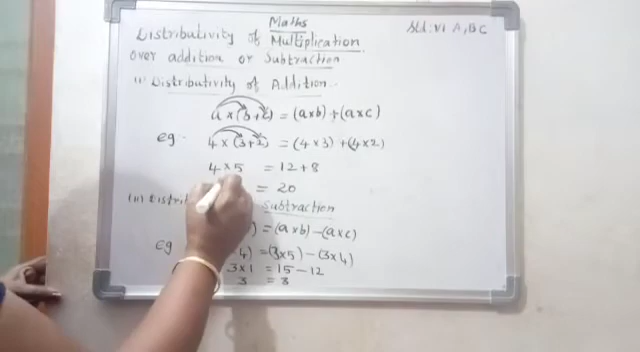 Maths
Std: VI A, B C
Distributivity of Multiplication
over addition or Subtraction
(i) Distributivity of Addition.
a × (b+c) = (a×b) + (a×c)
eg. 4 × (3+2) = (4×3) + (4×2)
4 × 5 = 12 + 8
= 20
(ii) Subtraction
) = (a×b) - (a×c)
eg 4) = (3×5) - (3×4)
3×1 = 15 - 12
3 = 3